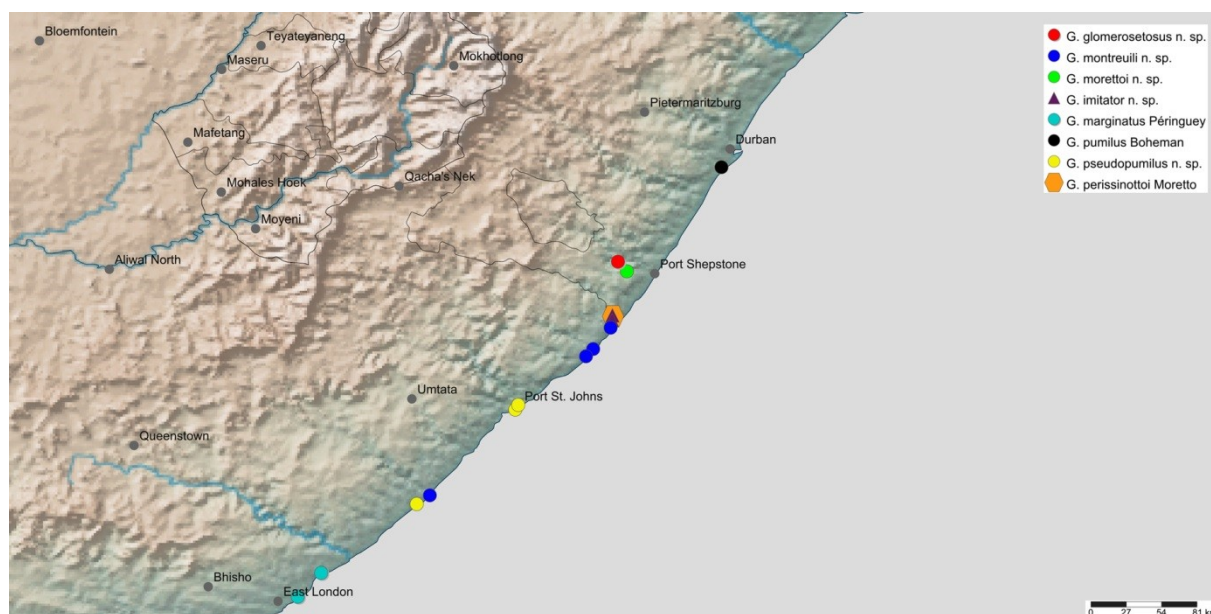 Bloemfontein
Teyateyaneng
Maseru
Mokhotlong
Pietermaritzburg
Mafetang
Durban
Qacha's Nek
Mohales Hoek
Moyeni
Aliwal North
Port Shepstone
Umtata
Port St. Johns
Queenstown
Bhisho
East London
G. glomerosetosus n. sp.
G. montreuili n. sp.
G. morettoi n. sp.
G. imitator n. sp.
G. marginatus Péringuey
G. pumilus Boheman
G. pseudopumilus n. sp.
G. perissinottoi Moretto
0 27 54 81